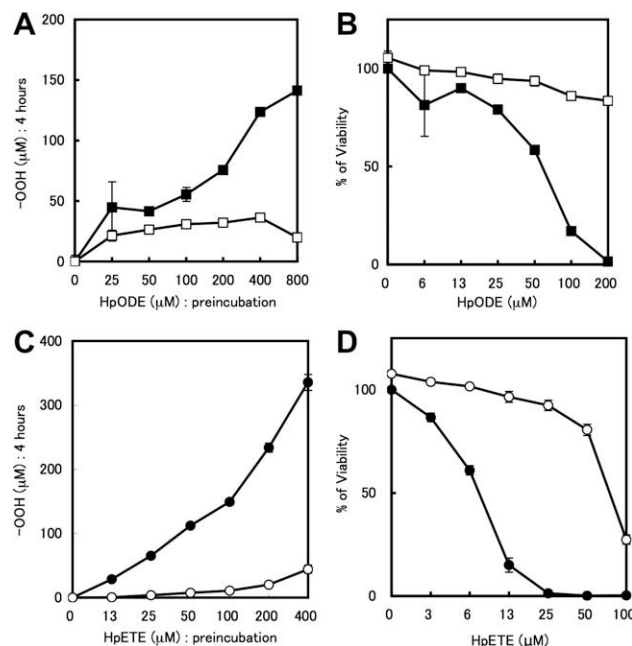 A
-OOH (μM) : 4 hours
200
150
100
50
0
0 25 50 100 200 400 800
HpODE (μM) : preincubation
B
% of Viability
100
50
0
0 6 13 25 50 100 200
HpODE (μM)
C
-OOH (μM) : 4 hours
400
300
200
100
0
0 13 25 50 100 200 400
HpETE (μM) : preincubation
D
% of Viability
100
50
0
0 3 6 13 25 50 100
HpETE (μM)